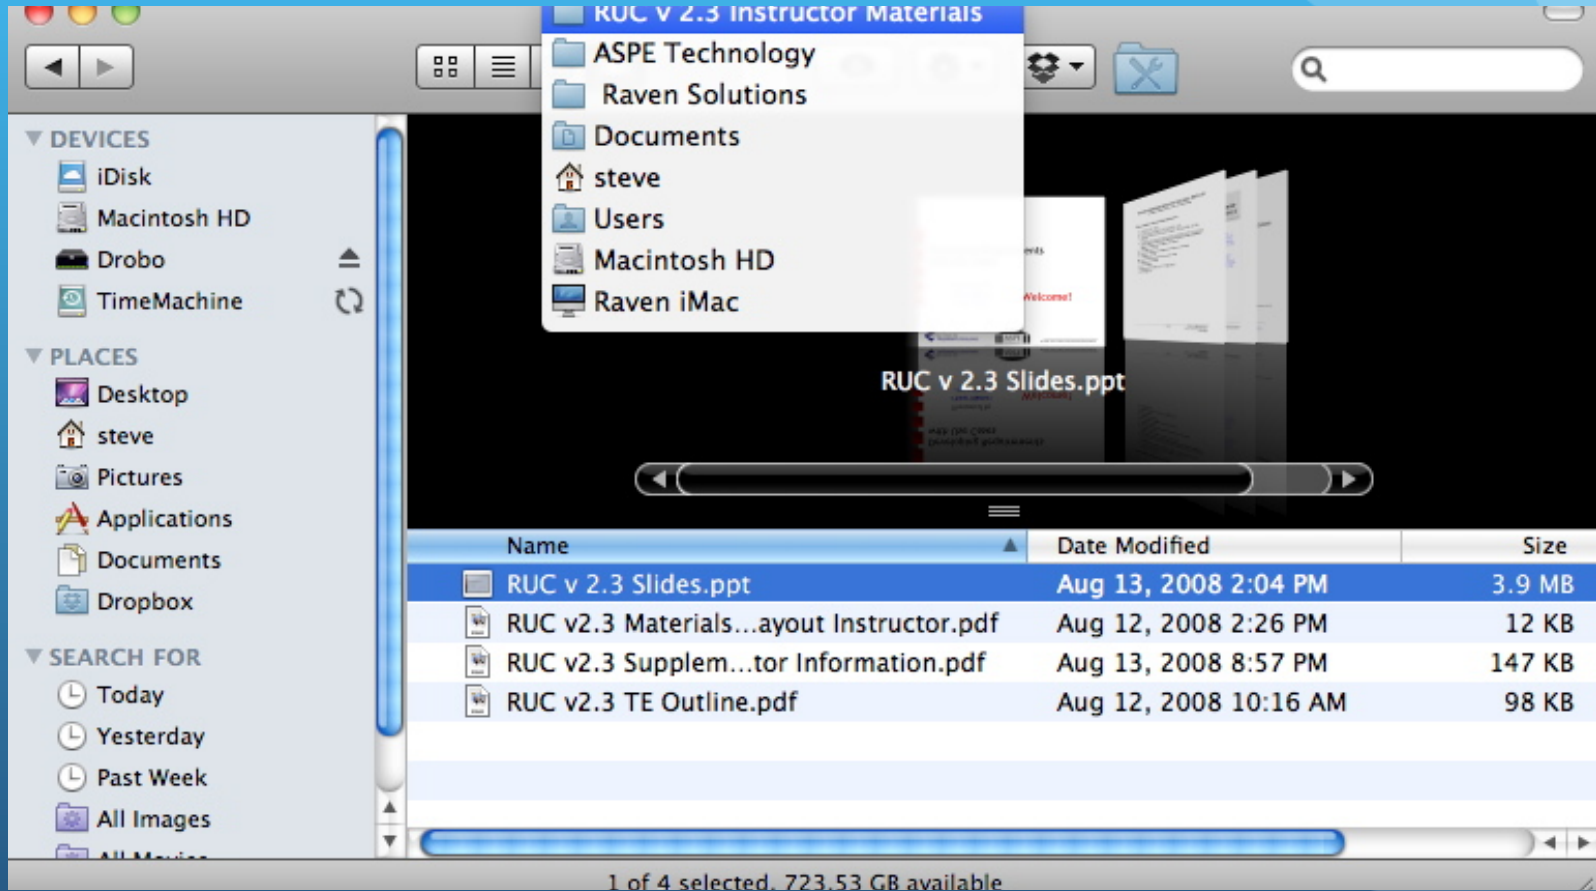 RUC v 2.3 Instructor Materials
ASPE Technology
Raven Solutions
Documents
steve
Users
Macintosh HD
Raven iMac
DEVICES
iDisk
Macintosh HD
Drobo
TimeMachine
PLACES
Desktop
steve
Pictures
Applications
Documents
Dropbox
SEARCH FOR
Today
Yesterday
Past Week
All Images
All Movies
Welcome!
RUC v 2.3 Slides.ppt
Name Date Modified Size
RUC v 2.3 Slides.ppt Aug 13, 2008 2:04 PM 3.9 MB
RUC v2.3 Materials...ayout Instructor.pdf Aug 12, 2008 2:26 PM 12 KB
RUC v2.3 Supplem...tor Information.pdf Aug 13, 2008 8:57 PM 147 KB
RUC v2.3 TE Outline.pdf Aug 12, 2008 10:16 AM 98 KB
1 of 4 selected, 723.53 GB available